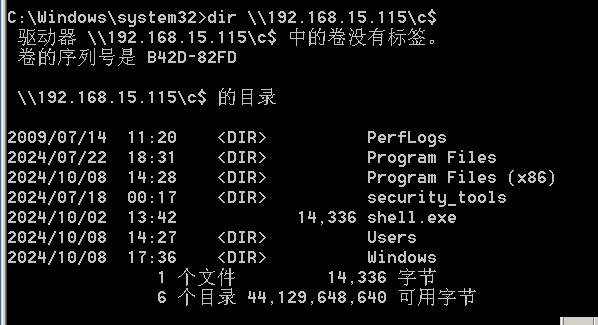 C:\Windows\system32>dir \\192.168.15.115\c$
驱动器 \\192.168.15.115\c$ 中的卷没有标签。
卷的序列号是 B42D-82FD
\\192.168.15.115\c$ 的目录
2009/07/14  11:20    <DIR>          PerfLogs
2024/07/22  18:31    <DIR>          Program Files
2024/10/08  14:28    <DIR>          Program Files (x86)
2024/07/18  00:17    <DIR>          security_tools
2024/10/02  13:42            14,336 shell.exe
2024/10/08  14:27    <DIR>          Users
2024/10/08  17:36    <DIR>          Windows
1 个文件         14,336 字节
6 个目录 44,129,648,640 可用字节